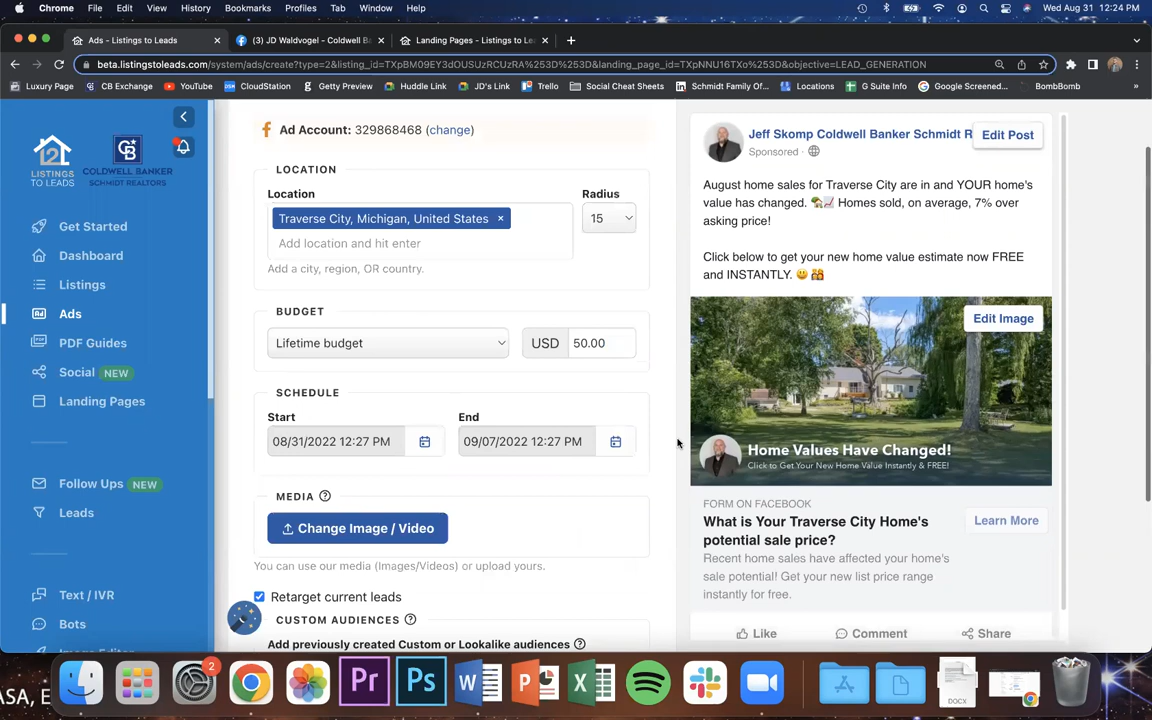 Chrome File Edit View History Bookmarks Profiles Tab Window Help Wed Aug 31 12:24 PM
Ads - Listings to Leads × (3) JD Waldvogel - Coldwell Ba × Landing Pages - Listings to Le × +
beta.listingstoleads.com/system/ads/create?type=2&listing_id=TXpBM09EY3dOUSUzRCUzRA%253D%253D&landing_page_id=TXpNNU16TXo%253D&objective=LEAD_GENERATION
Luxury Page CB Exchange YouTube CloudStation Getty Preview Huddle Link JD's Link Trello Social Cheat Sheets Schmidt Family Of... Locations G Suite Info Google Screened... BombBomb »
LISTINGS TO LEADS
COLDWELL BANKER
SCHMIDT REALTORS
Get Started
Dashboard
Listings
Ads
PDF Guides
Social NEW
Landing Pages
Follow Ups NEW
Leads
Text / IVR
Bots
Ad Account: 329868468 (change)
LOCATION
Location Radius
Traverse City, Michigan, United States × 15
Add location and hit enter
Add a city, region, OR country.
BUDGET
Lifetime budget USD 50.00
SCHEDULE
Start End
08/31/2022 12:27 PM 09/07/2022 12:27 PM
MEDIA ?
Change Image / Video
You can use our media (Images/Videos) or upload yours.
Retarget current leads
CUSTOM AUDIENCES ?
Add previously created Custom or Lookalike audiences ?
Jeff Skomp Coldwell Banker Schmidt R Edit Post
Sponsored ·
August home sales for Traverse City are in and YOUR home's
value has changed. 🏡📈 Homes sold, on average, 7% over
asking price!
Click below to get your new home value estimate now FREE
and INSTANTLY. 😃👪
Edit Image
Home Values Have Changed!
Click to Get Your New Home Value Instantly & FREE!
FORM ON FACEBOOK
What is Your Traverse City Home's
potential sale price?
Learn More
Recent home sales have affected your home's
sale potential! Get your new list price range
instantly for free.
Like Comment Share
ASA, E
2
Pr Ps W P X
DOCX